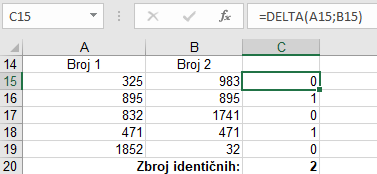 C15 fx =DELTA(A15;B15)
A B C
14 Broj 1 Broj 2
15 325 983 0
16 895 895 1
17 832 1741 0
18 471 471 1
19 1852 32 0
20 Zbroj identičnih: 2